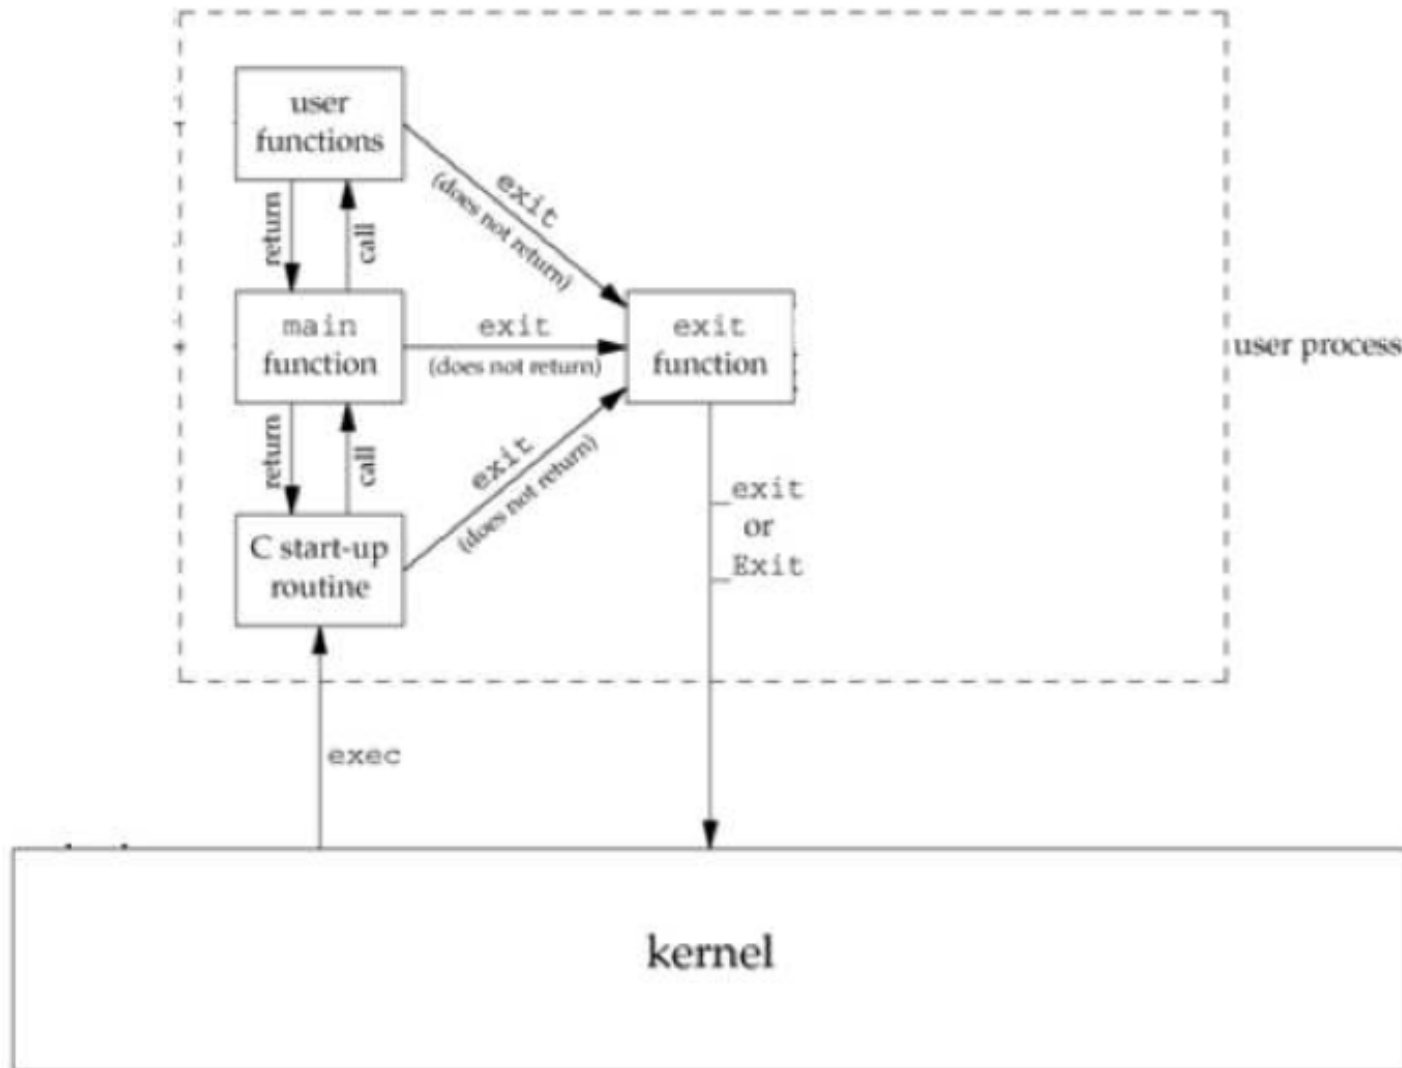 user
functions
exit
(does not return)
return
call
main
function
exit
(does not return)
exit
function
user process
return
call
exit
(does not return)
C start-up
routine
_exit
or
_Exit
exec
kernel